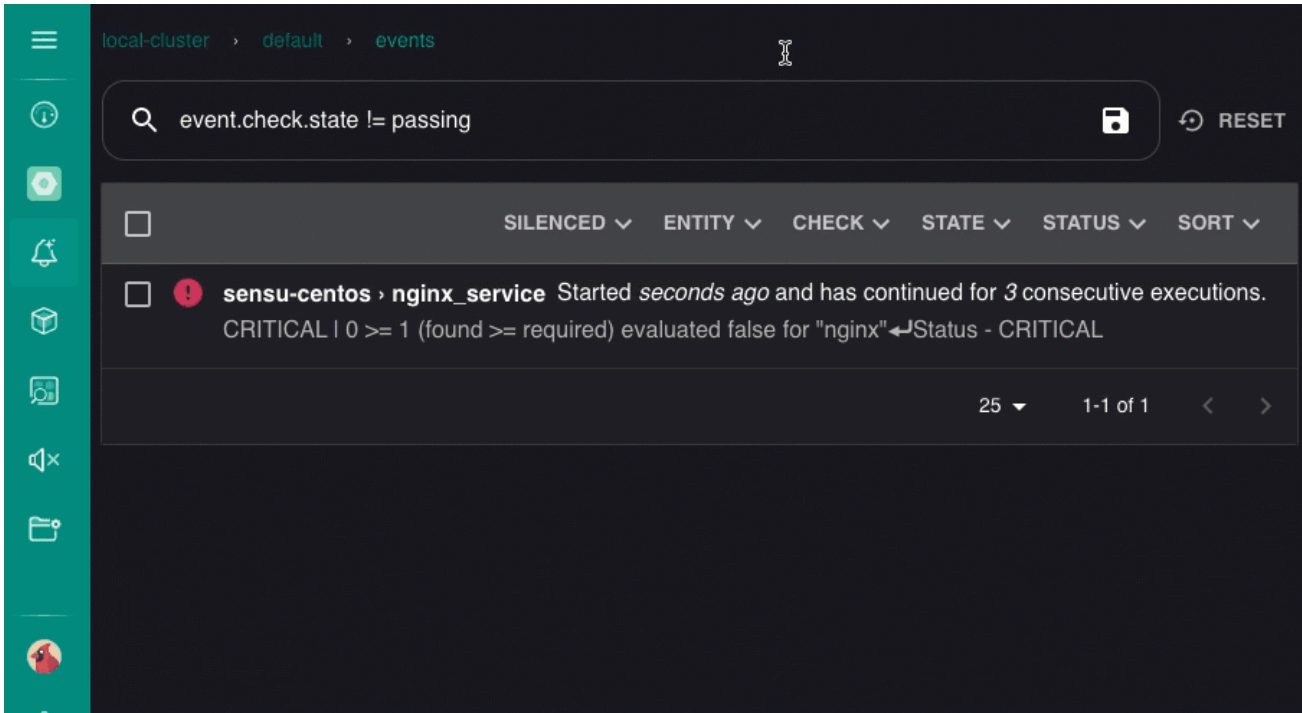 local-cluster › default › events
event.check.state != passing
RESET
SILENCED ENTITY CHECK STATE STATUS SORT
sensu-centos › nginx_service Started seconds ago and has continued for 3 consecutive executions.
CRITICAL | 0 >= 1 (found >= required) evaluated false for "nginx"↵Status - CRITICAL
25 1-1 of 1